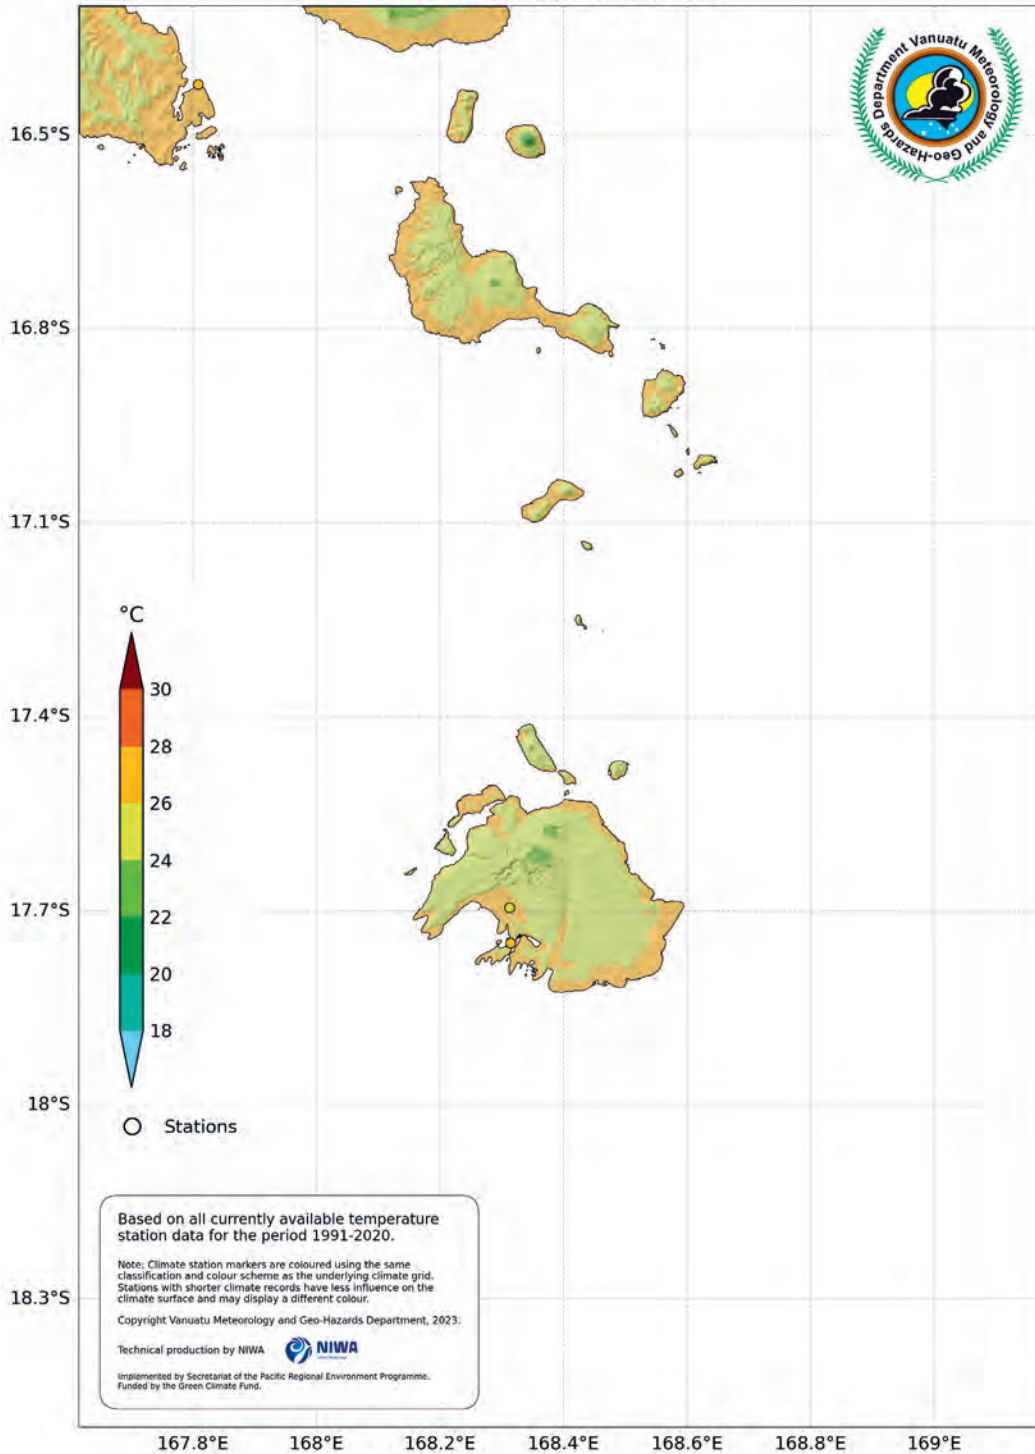 Department Vanuatu Meteorology and Geo-Hazards
16.5°S
16.8°S
17.1°S
17.4°S
17.7°S
18°S
18.3°S
°C
30
28
26
24
22
20
18
Stations
Based on all currently available temperature
station data for the period 1991-2020.
Note: Climate station markers are coloured using the same
classification and colour scheme as the underlying climate grid.
Stations with shorter climate records have less influence on the
climate surface and may display a different colour.
Copyright Vanuatu Meteorology and Geo-Hazards Department, 2023.
Technical production by NIWA
NIWA
Implemented by Secretariat of the Pacific Regional Environment Programme.
Funded by the Green Climate Fund.
167.8°E 168°E 168.2°E 168.4°E 168.6°E 168.8°E 169°E